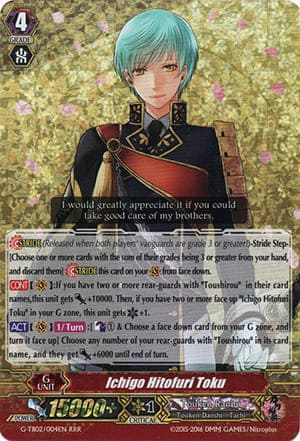 4
GRADE
I would greatly appreciate it if you could
take good care of my brothers.
STRIDE (Released when both players' vanguards are grade 3 or greater!)-Stride Step-
[Choose one or more cards with the sum of their grades being 3 or greater from your hand,
and discard them] STRIDE this card on your from face down.
CONT :If you have two or more rear-guards with "Toushirou" in their card
names,this unit gets +10000. Then, if you have two or more face up "Ichigo Hitofuri
Toku" in your G zone, this unit gets +1.
ACT 1/Turn : [ Choose a face down card from your G zone, and
turn it face up] Choose any number of your rear-guards with "Toushirou" in its card
name, and they get +6000 until end of turn.
G
UNIT
Ichigo Hitofuri Toku
POWER
15000+
1
CRITICAL
Touken Ranbu
Touken Danshi - Tachi
G-TB02/004EN RRR
©2015-2016 DMM GAMES/Nitroplus